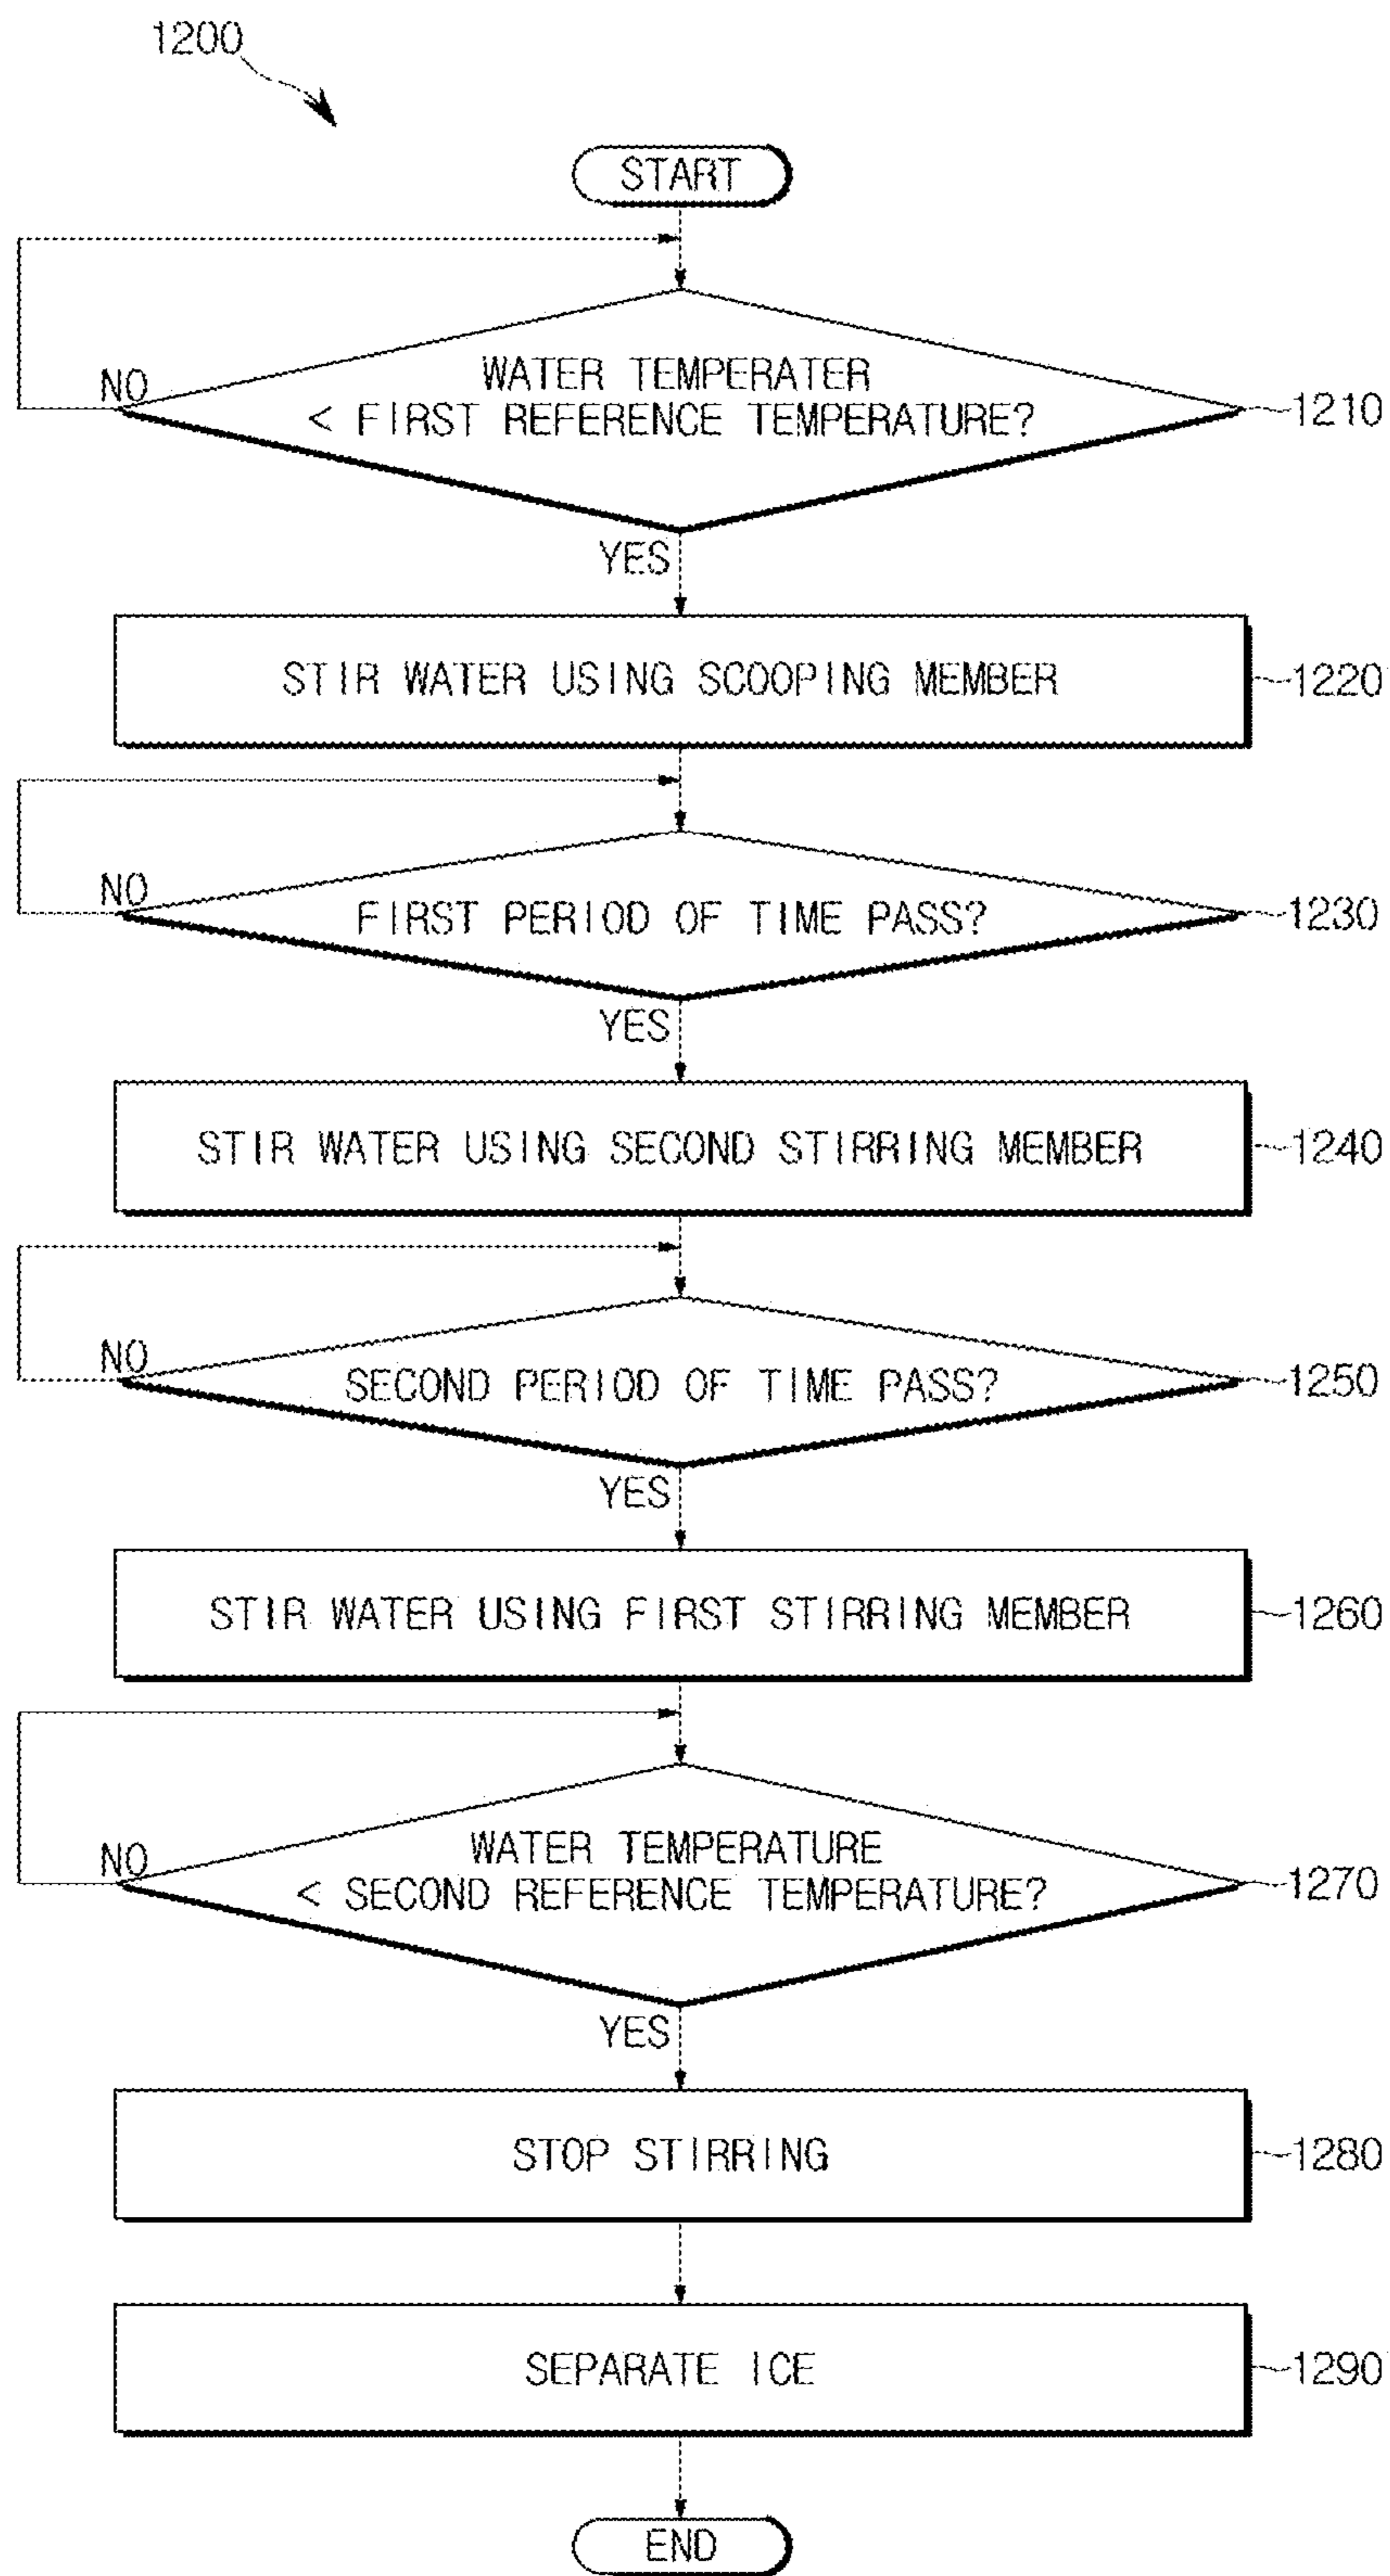 1200
START
WATER TEMPERATER
< FIRST REFERENCE TEMPERATURE?
NO
1210
YES
STIR WATER USING SCOOPING MEMBER
1220
NO
FIRST PERIOD OF TIME PASS?
1230
YES
STIR WATER USING SECOND STIRRING MEMBER
1240
NO
SECOND PERIOD OF TIME PASS?
1250
YES
STIR WATER USING FIRST STIRRING MEMBER
1260
WATER TEMPERATURE
< SECOND REFERENCE TEMPERATURE?
NO
1270
YES
STOP STIRRING
1280
SEPARATE ICE
1290
END